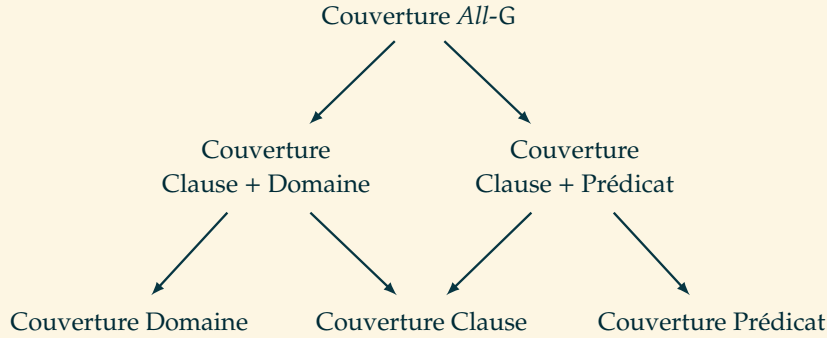 Couverture All-G
Couverture
Clause + Domaine
Couverture
Clause + Prédicat
Couverture Domaine
Couverture Clause
Couverture Prédicat